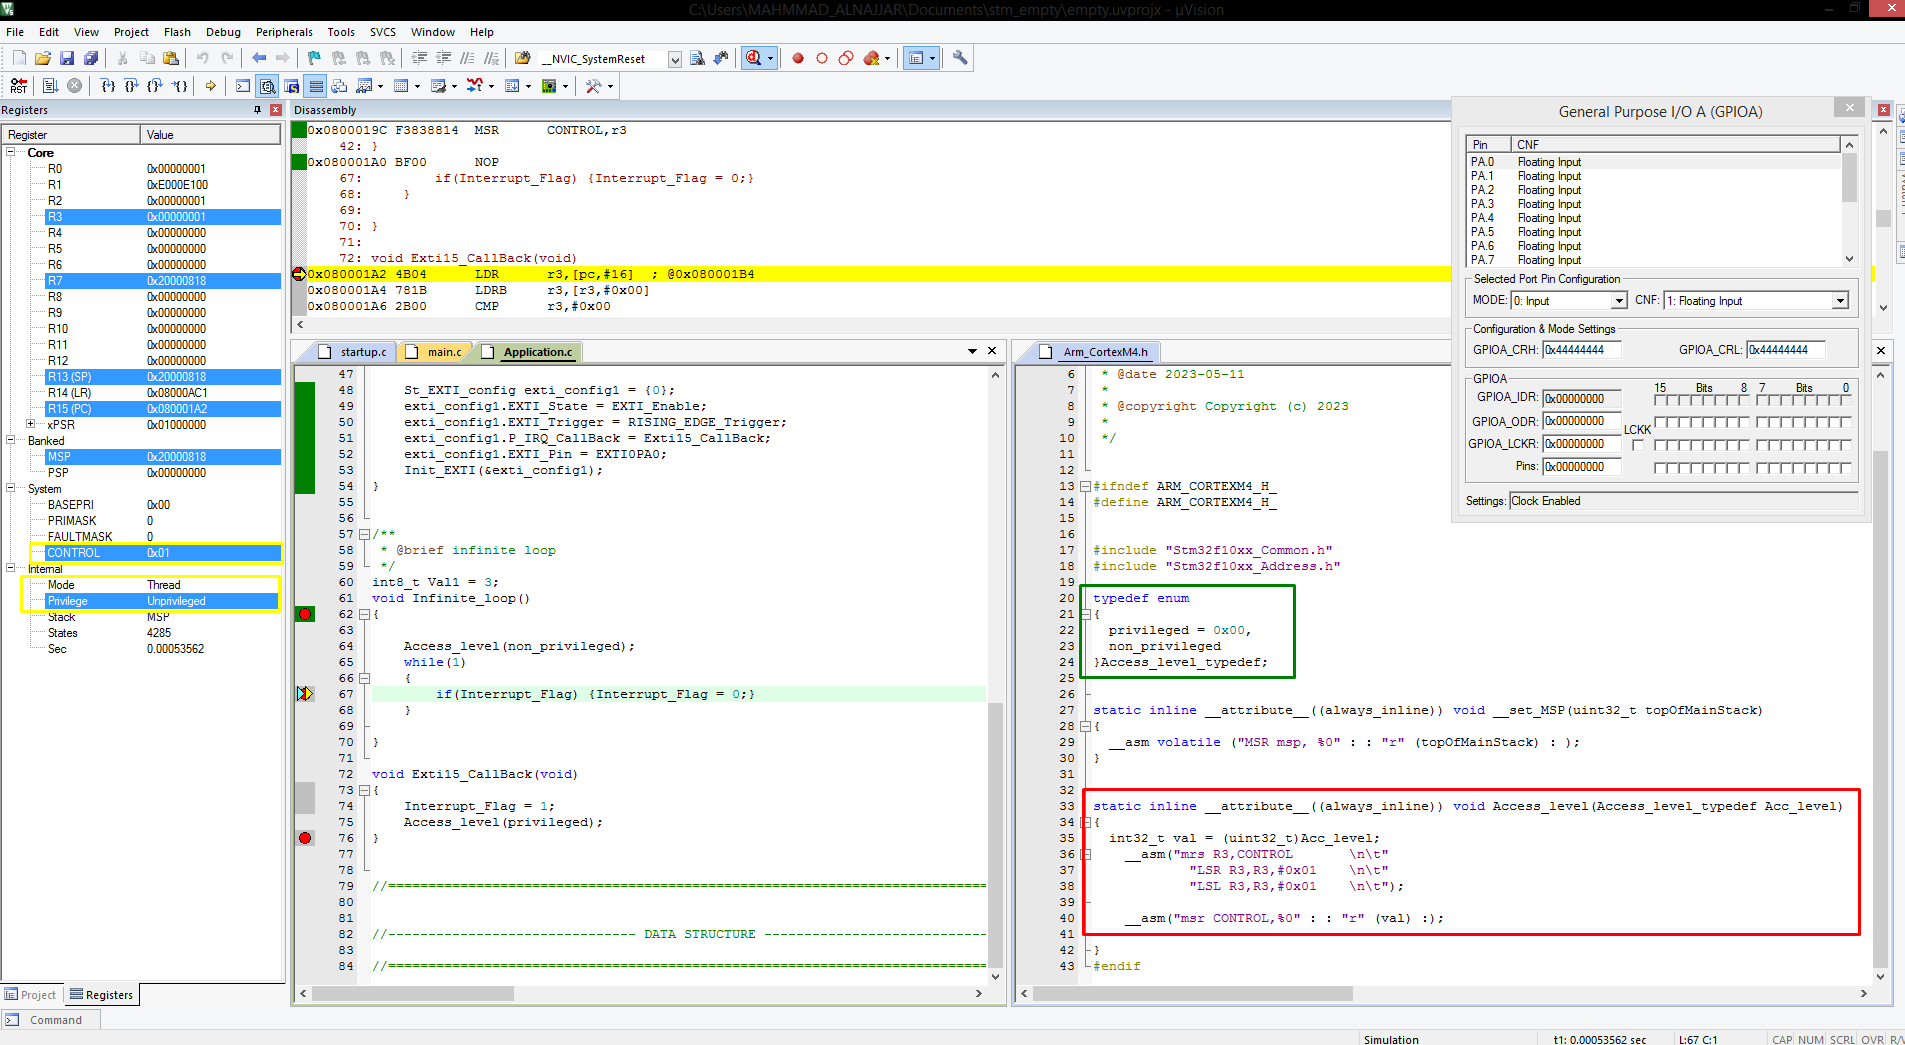 C:\Users\MAHMMAD_ALNAJJAR\Documents\stm_empty\empty.uvprojx - µVision
File Edit View Project Flash Debug Peripherals Tools SVCS Window Help
__NVIC_SystemReset
Registers
Register Value
Core
R0 0x00000001
R1 0xE000E100
R2 0x00000001
R3 0x00000001
R4 0x00000000
R5 0x00000000
R6 0x00000000
R7 0x20000818
R8 0x00000000
R9 0x00000000
R10 0x00000000
R11 0x00000000
R12 0x00000000
R13 (SP) 0x20000818
R14 (LR) 0x08000AC1
R15 (PC) 0x080001A2
xPSR 0x01000000
Banked
MSP 0x20000818
PSP 0x00000000
System
BASEPRI 0x00
PRIMASK 0
FAULTMASK 0
CONTROL 0x01
Internal
Mode Thread
Privilege Unprivileged
Stack MSP
States 4285
Sec 0.00053562
Project Registers
Command
Disassembly
0x0800019C F3838814 MSR CONTROL,r3
42: }
0x080001A0 BF00 NOP
67: if(Interrupt_Flag) {Interrupt_Flag = 0;}
68: }
69:
70: }
71:
72: void Exti15_CallBack(void)
0x080001A2 4B04 LDR r3,[pc,#16] ; @0x080001B4
0x080001A4 781B LDRB r3,[r3,#0x00]
0x080001A6 2B00 CMP r3,#0x00
startup.c main.c Application.c
47
48 St_EXTI_config exti_config1 = {0};
49 exti_config1.EXTI_State = EXTI_Enable;
50 exti_config1.EXTI_Trigger = RISING_EDGE_Trigger;
51 exti_config1.P_IRQ_CallBack = Exti15_CallBack;
52 exti_config1.EXTI_Pin = EXTI0PA0;
53 Init_EXTI(&exti_config1);
54 }
55
56
57 /**
58 * @brief infinite loop
59 */
60 int8_t Val1 = 3;
61 void Infinite_loop()
62 {
63
64 Access_level(non_privileged);
65 while(1)
66 {
67 if(Interrupt_Flag) {Interrupt_Flag = 0;}
68 }
69
70 }
71
72 void Exti15_CallBack(void)
73 {
74 Interrupt_Flag = 1;
75 Access_level(privileged);
76 }
77
78
79 //===========================================================================
80
81
82 //------------------------------- DATA STRUCTURE ----------------------------
83
84 //===========================================================================
Arm_CortexM4.h
6 * @date 2023-05-11
7 *
8 * @copyright Copyright (c) 2023
9 *
10 */
11
12
13 #ifndef ARM_CORTEXM4_H_
14 #define ARM_CORTEXM4_H_
15
16
17 #include "Stm32f10xx_Common.h"
18 #include "Stm32f10xx_Address.h"
19
20 typedef enum
21 {
22 privileged = 0x00,
23 non_privileged
24 }Access_level_typedef;
25
26
27 static inline __attribute__((always_inline)) void __set_MSP(uint32_t topOfMainStack)
28 {
29 __asm volatile ("MSR msp, %0" : : "r" (topOfMainStack) : );
30 }
31
32
33 static inline __attribute__((always_inline)) void Access_level(Access_level_typedef Acc_level)
34 {
35 int32_t val = (uint32_t)Acc_level;
36 __asm("mrs R3,CONTROL \n\t"
37 "LSR R3,R3,#0x01 \n\t"
38 "LSL R3,R3,#0x01 \n\t");
39
40 __asm("msr CONTROL,%0" : : "r" (val) :);
41
42 }
43 #endif
General Purpose I/O A (GPIOA)
Pin CNF
PA.0 Floating Input
PA.1 Floating Input
PA.2 Floating Input
PA.3 Floating Input
PA.4 Floating Input
PA.5 Floating Input
PA.6 Floating Input
PA.7 Floating Input
Selected Port Pin Configuration
MODE: 0: Input CNF: 1: Floating Input
Configuration & Mode Settings
GPIOA_CRH: 0x44444444 GPIOA_CRL: 0x44444444
GPIOA
15 Bits 8 7 Bits 0
GPIOA_IDR: 0x00000000
GPIOA_ODR: 0x00000000
LCKK
GPIOA_LCKR: 0x00000000
Pins: 0x00000000
Settings: Clock Enabled
Simulation t1: 0.00053562 sec L:67 C:1 CAP NUM SCRL OVR R/